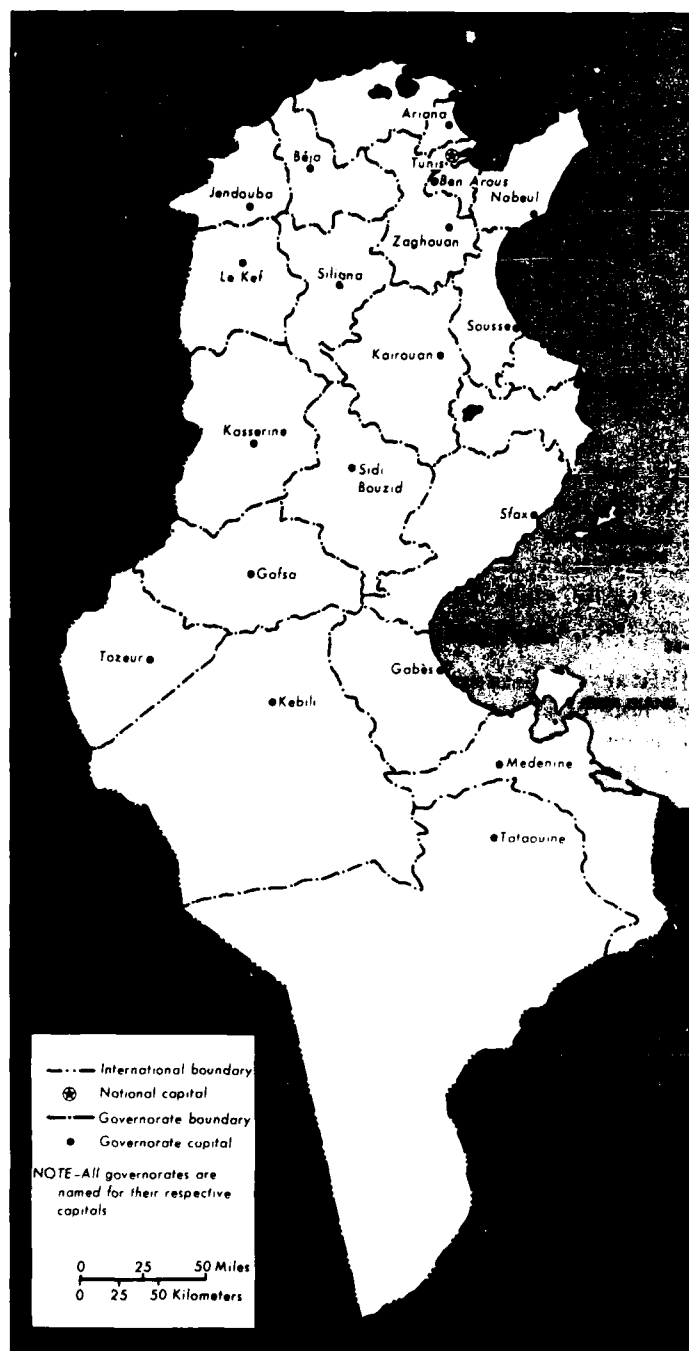 Ariana
Béja
Tunis
Ben Arous
Jendouba
Nabeul
Zaghouan
Le Kef
Siliana
Sousse
Kairouan
Kasserine
Sidi
Bouzid
Sfax
Gafsa
Tozeur
Gabès
Kebili
Medenine
Tataouine
International boundary
National capital
Governorate boundary
Governorate capital
NOTE-All governorates are
named for their respective
capitals
0 25 50 Miles
0 25 50 Kilometers